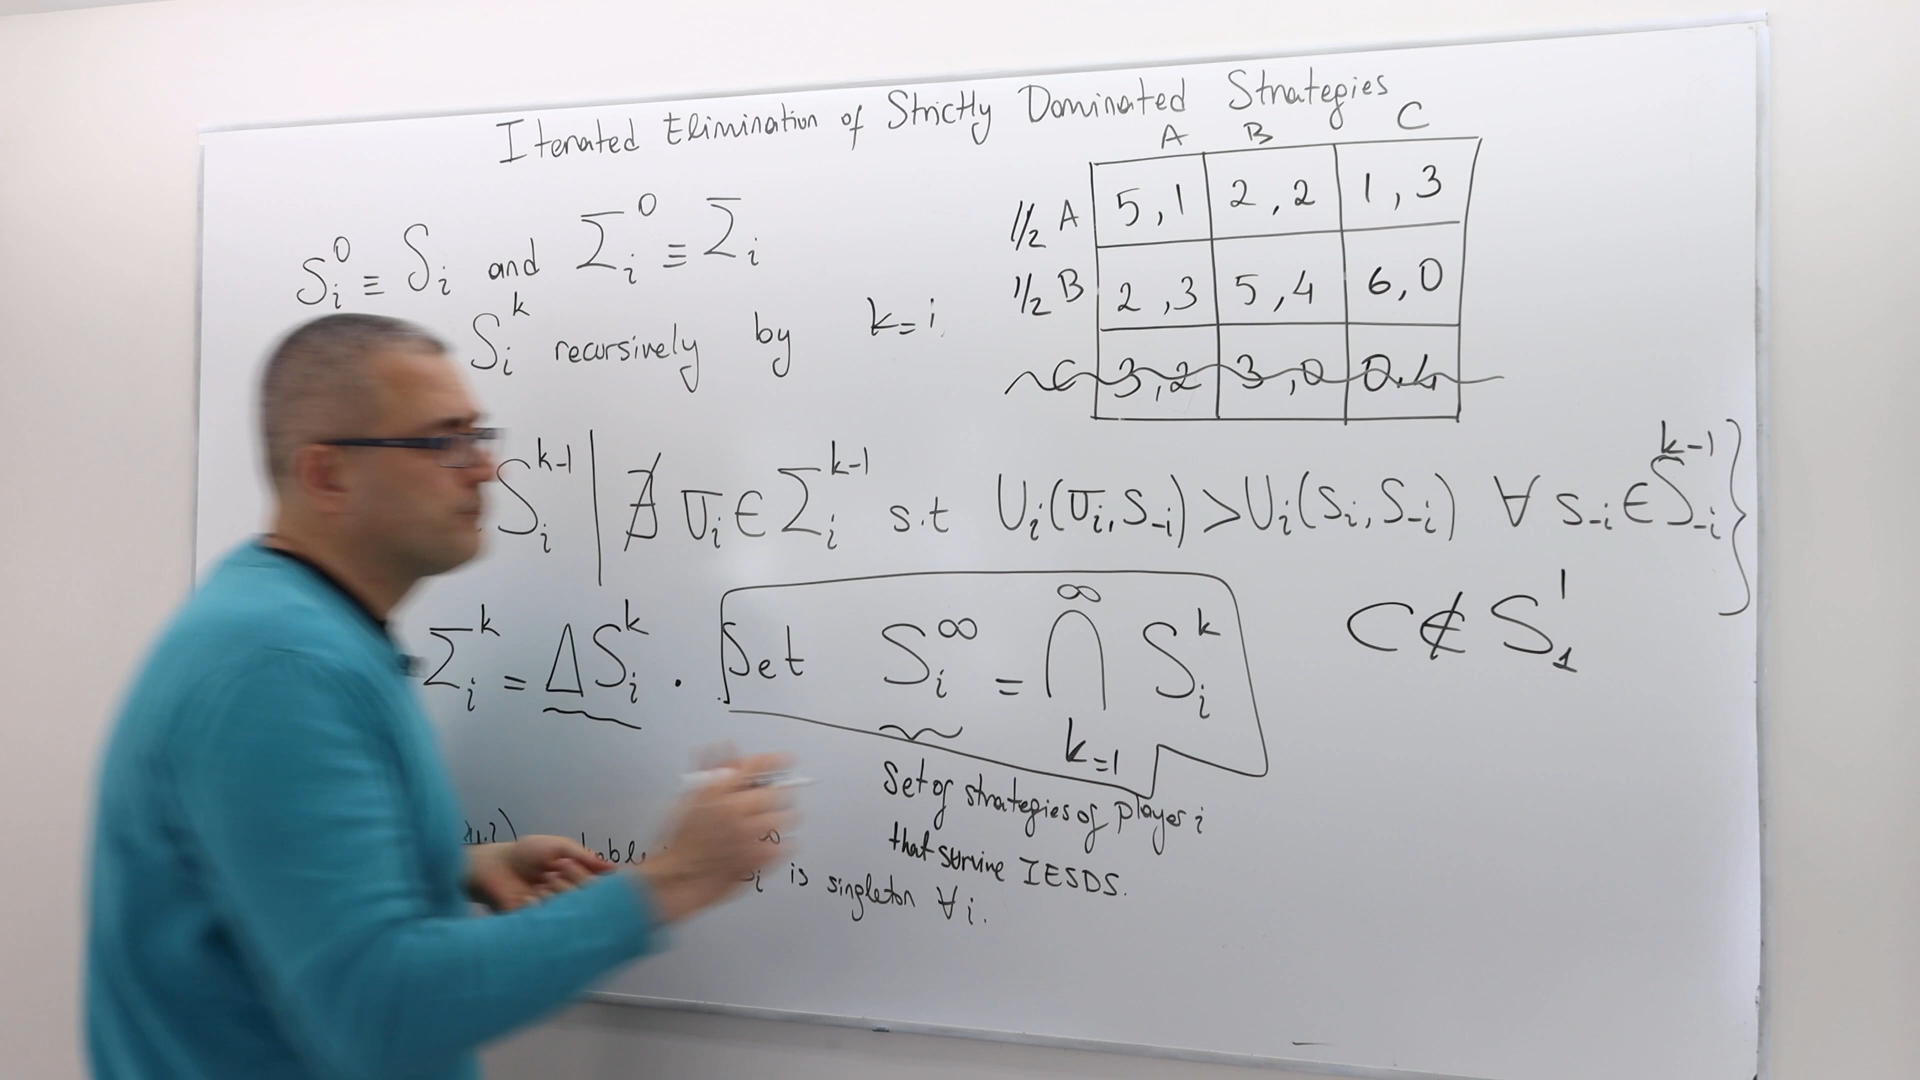 Iterated Elimination of Strictly Dominated Strategies
A B C
S_i^0 ≡ S_i and Σ_i^0 ≡ Σ_i
1/2 A 5,1 2,2 1,3
1/2 B 2,3 5,4 6,0
S_i^k recursively by k=i
C 3,2 3,0 0,4
S_i^{k-1} | ∄ σ_i ∈ Σ_i^{k-1} s.t U_i(σ_i, s_{-i}) > U_i(s_i, s_{-i}) ∀ s_{-i} ∈ S_{-i}^{k-1} }
Σ_i^k = ΔS_i^k . Set S_i^∞ = ⋂_{k=1}^∞ S_i^k
C ∉ S_1^1
Set of strategies of player i
that survive IESDS.
is singleton ∀i.